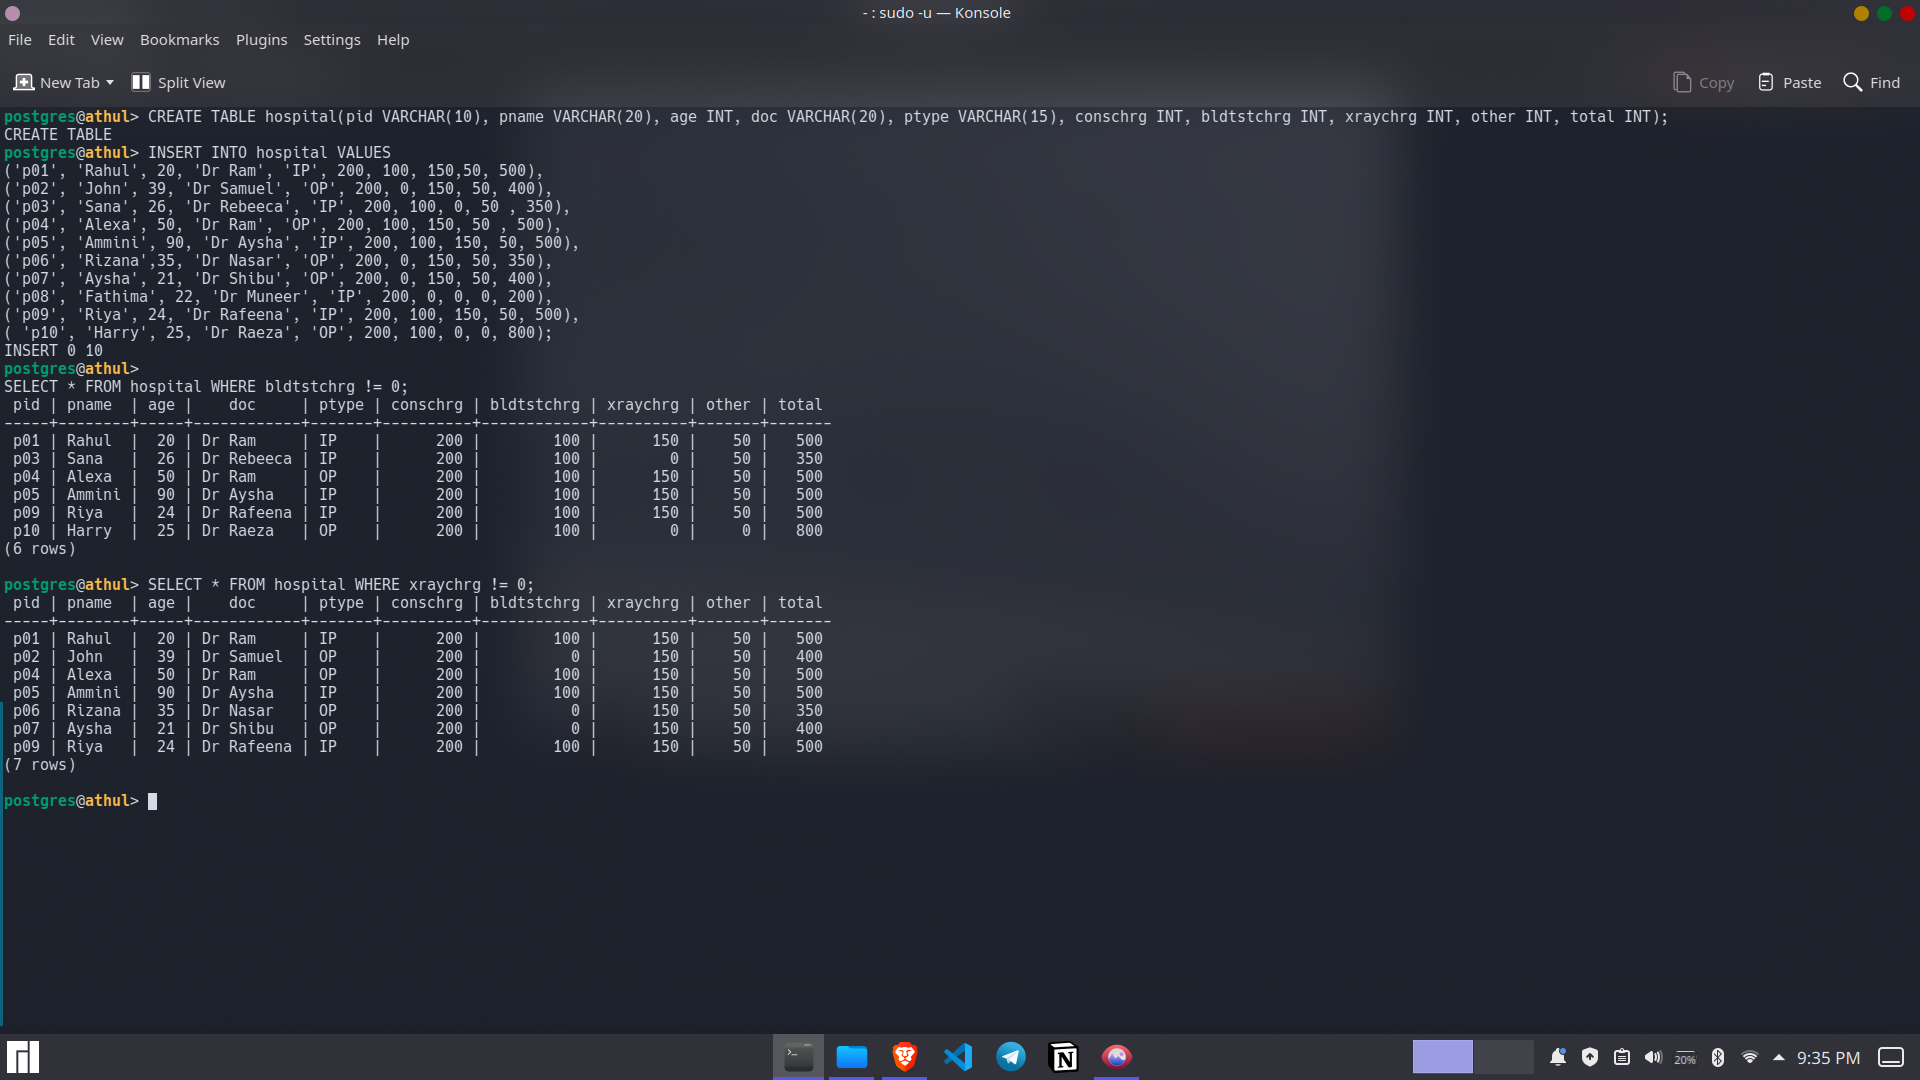 - : sudo -u — Konsole
File Edit View Bookmarks Plugins Settings Help
New Tab Split View Copy Paste Find
postgres@athul> CREATE TABLE hospital(pid VARCHAR(10), pname VARCHAR(20), age INT, doc VARCHAR(20), ptype VARCHAR(15), conschrg INT, bldtstchrg INT, xraychrg INT, other INT, total INT);
CREATE TABLE
postgres@athul> INSERT INTO hospital VALUES
('p01', 'Rahul', 20, 'Dr Ram', 'IP', 200, 100, 150,50, 500),
('p02', 'John', 39, 'Dr Samuel', 'OP', 200, 0, 150, 50, 400),
('p03', 'Sana', 26, 'Dr Rebeeca', 'IP', 200, 100, 0, 50 , 350),
('p04', 'Alexa', 50, 'Dr Ram', 'OP', 200, 100, 150, 50 , 500),
('p05', 'Ammini', 90, 'Dr Aysha', 'IP', 200, 100, 150, 50, 500),
('p06', 'Rizana',35, 'Dr Nasar', 'OP', 200, 0, 150, 50, 350),
('p07', 'Aysha', 21, 'Dr Shibu', 'OP', 200, 0, 150, 50, 400),
('p08', 'Fathima', 22, 'Dr Muneer', 'IP', 200, 0, 0, 0, 200),
('p09', 'Riya', 24, 'Dr Rafeena', 'IP', 200, 100, 150, 50, 500),
( 'p10', 'Harry', 25, 'Dr Raeza', 'OP', 200, 100, 0, 0, 800);
INSERT 0 10
postgres@athul>
SELECT * FROM hospital WHERE bldtstchrg != 0;
 pid | pname  | age |    doc     | ptype | conschrg | bldtstchrg | xraychrg | other | total
-----+--------+-----+------------+-------+----------+------------+----------+-------+-------
 p01 | Rahul  |  20 | Dr Ram     | IP    |      200 |        100 |      150 |    50 |   500
 p03 | Sana   |  26 | Dr Rebeeca | IP    |      200 |        100 |        0 |    50 |   350
 p04 | Alexa  |  50 | Dr Ram     | OP    |      200 |        100 |      150 |    50 |   500
 p05 | Ammini |  90 | Dr Aysha   | IP    |      200 |        100 |      150 |    50 |   500
 p09 | Riya   |  24 | Dr Rafeena | IP    |      200 |        100 |      150 |    50 |   500
 p10 | Harry  |  25 | Dr Raeza   | OP    |      200 |        100 |        0 |     0 |   800
(6 rows)
postgres@athul> SELECT * FROM hospital WHERE xraychrg != 0;
 pid | pname  | age |    doc     | ptype | conschrg | bldtstchrg | xraychrg | other | total
-----+--------+-----+------------+-------+----------+------------+----------+-------+-------
 p01 | Rahul  |  20 | Dr Ram     | IP    |      200 |        100 |      150 |    50 |   500
 p02 | John   |  39 | Dr Samuel  | OP    |      200 |          0 |      150 |    50 |   400
 p04 | Alexa  |  50 | Dr Ram     | OP    |      200 |        100 |      150 |    50 |   500
 p05 | Ammini |  90 | Dr Aysha   | IP    |      200 |        100 |      150 |    50 |   500
 p06 | Rizana |  35 | Dr Nasar   | OP    |      200 |          0 |      150 |    50 |   350
 p07 | Aysha  |  21 | Dr Shibu   | OP    |      200 |          0 |      150 |    50 |   400
 p09 | Riya   |  24 | Dr Rafeena | IP    |      200 |        100 |      150 |    50 |   500
(7 rows)
postgres@athul>
20% 9:35 PM